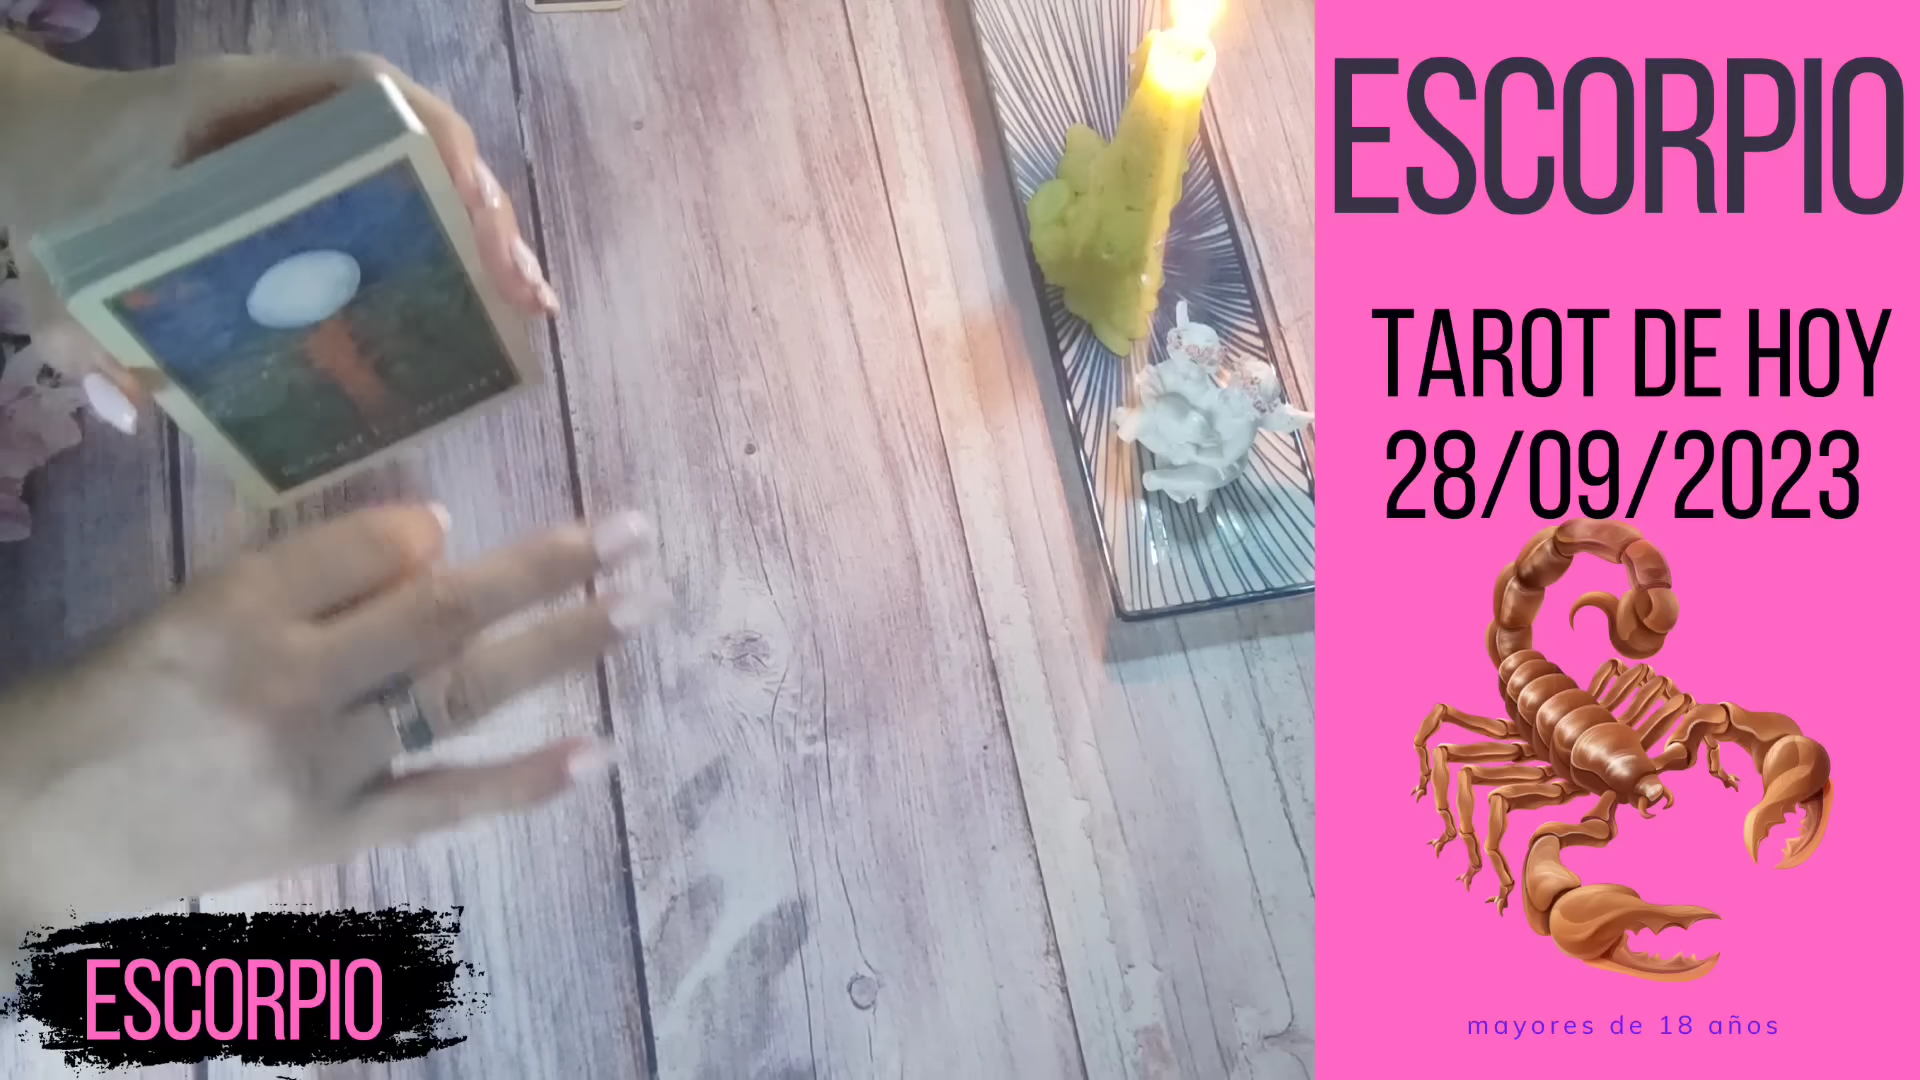 ESCORPIO
TAROT DE HOY
28/09/2023
mayores de 18 años
ESCORPIO